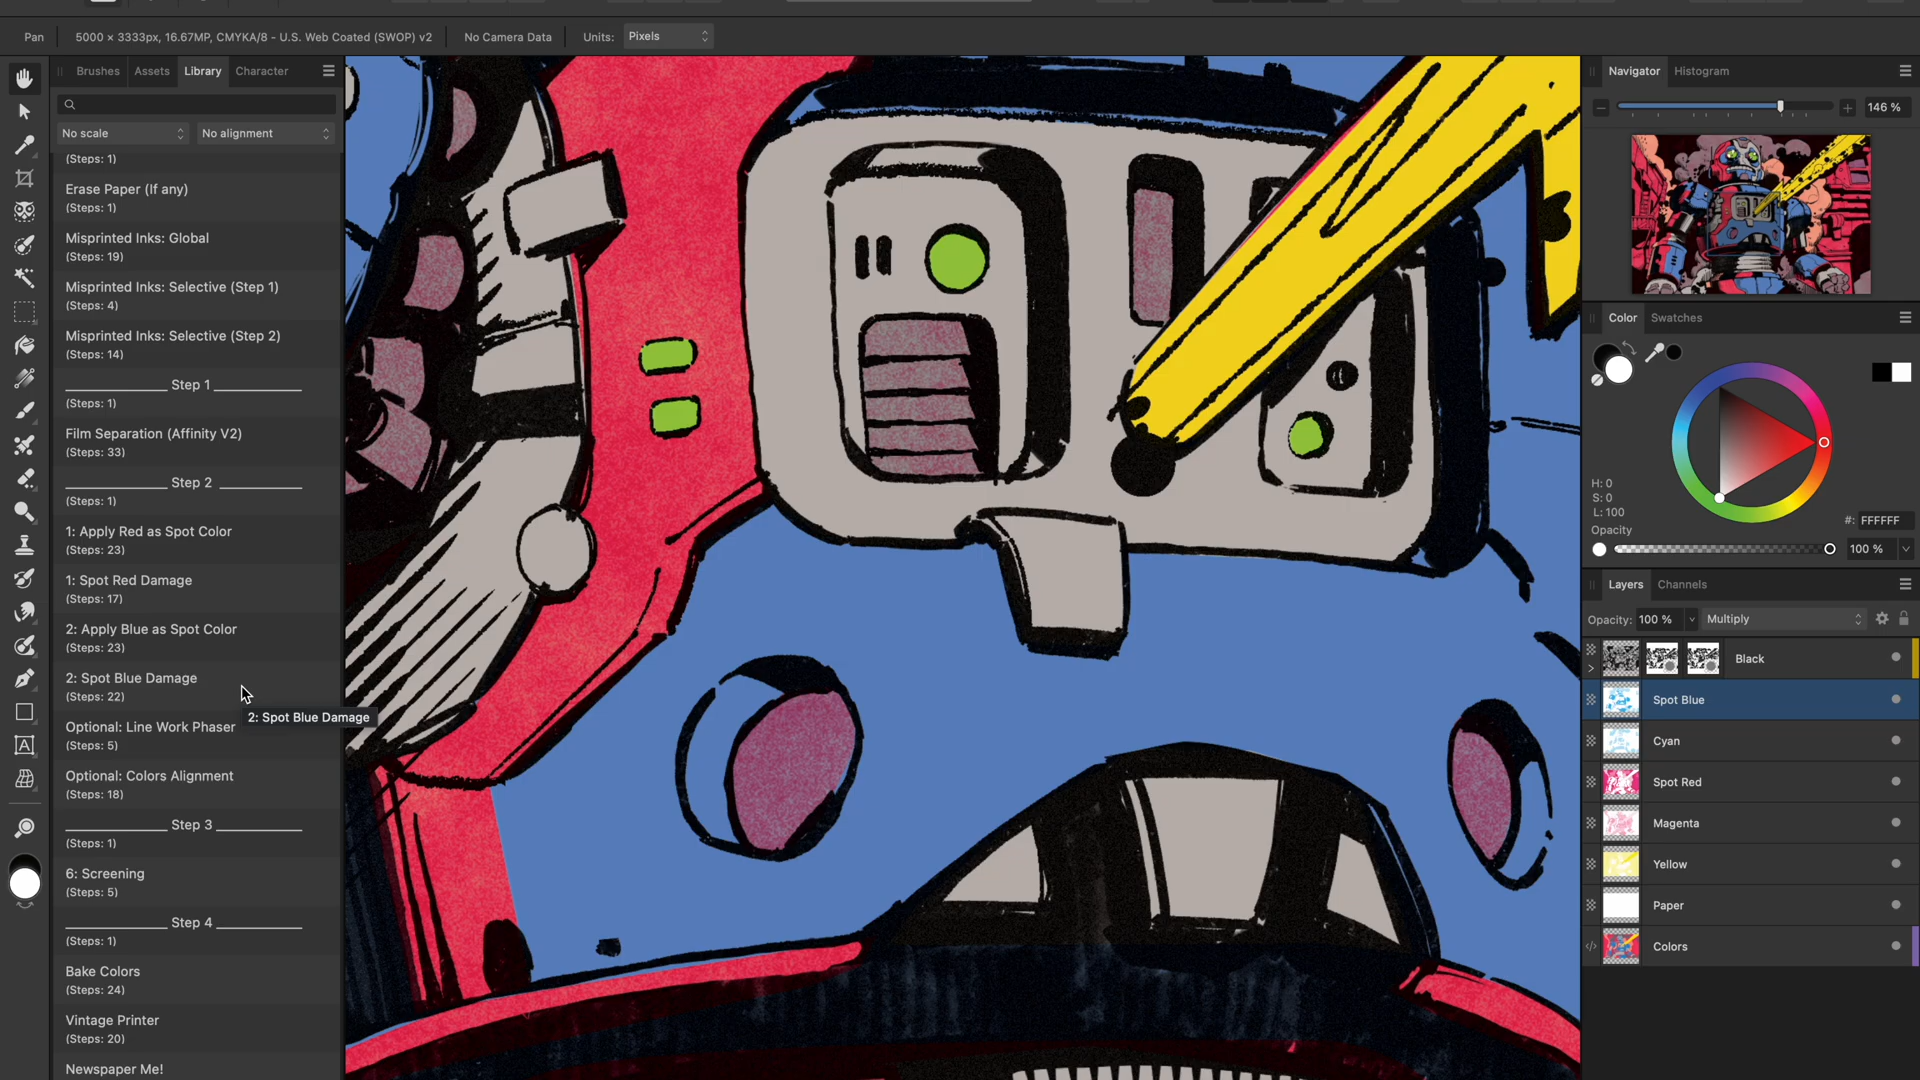 Pan
5000 × 3333px, 16.67MP, CMYKA/8 - U.S. Web Coated (SWOP) v2
No Camera Data
Units:
Pixels
Brushes
Assets
Library
Character
No scale
No alignment
(Steps: 1)
Erase Paper (If any)
(Steps: 1)
Misprinted Inks: Global
(Steps: 19)
Misprinted Inks: Selective (Step 1)
(Steps: 4)
Misprinted Inks: Selective (Step 2)
(Steps: 14)
Step 1
(Steps: 1)
Film Separation (Affinity V2)
(Steps: 33)
Step 2
(Steps: 1)
1: Apply Red as Spot Color
(Steps: 23)
1: Spot Red Damage
(Steps: 17)
2: Apply Blue as Spot Color
(Steps: 23)
2: Spot Blue Damage
(Steps: 22)
2: Spot Blue Damage
Optional: Line Work Phaser
(Steps: 5)
Optional: Colors Alignment
(Steps: 18)
Step 3
(Steps: 1)
6: Screening
(Steps: 5)
Step 4
(Steps: 1)
Bake Colors
(Steps: 24)
Vintage Printer
(Steps: 20)
Newspaper Me!
Navigator
Histogram
146 %
Color
Swatches
H: 0
S: 0
L: 100
#: FFFFFF
Opacity
100 %
Layers
Channels
Opacity: 100 %
Multiply
Black
Spot Blue
Cyan
Spot Red
Magenta
Yellow
Paper
Colors